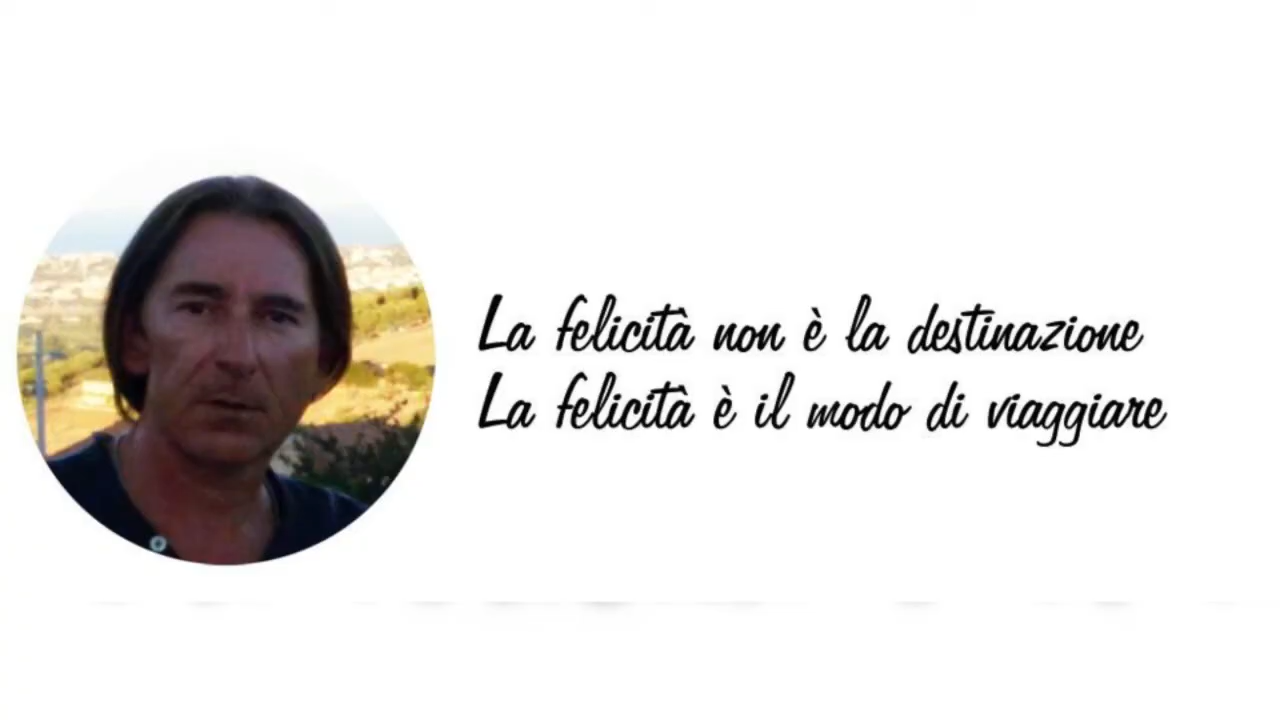 La felicità non è la destinazione
La felicità è il modo di viaggiare